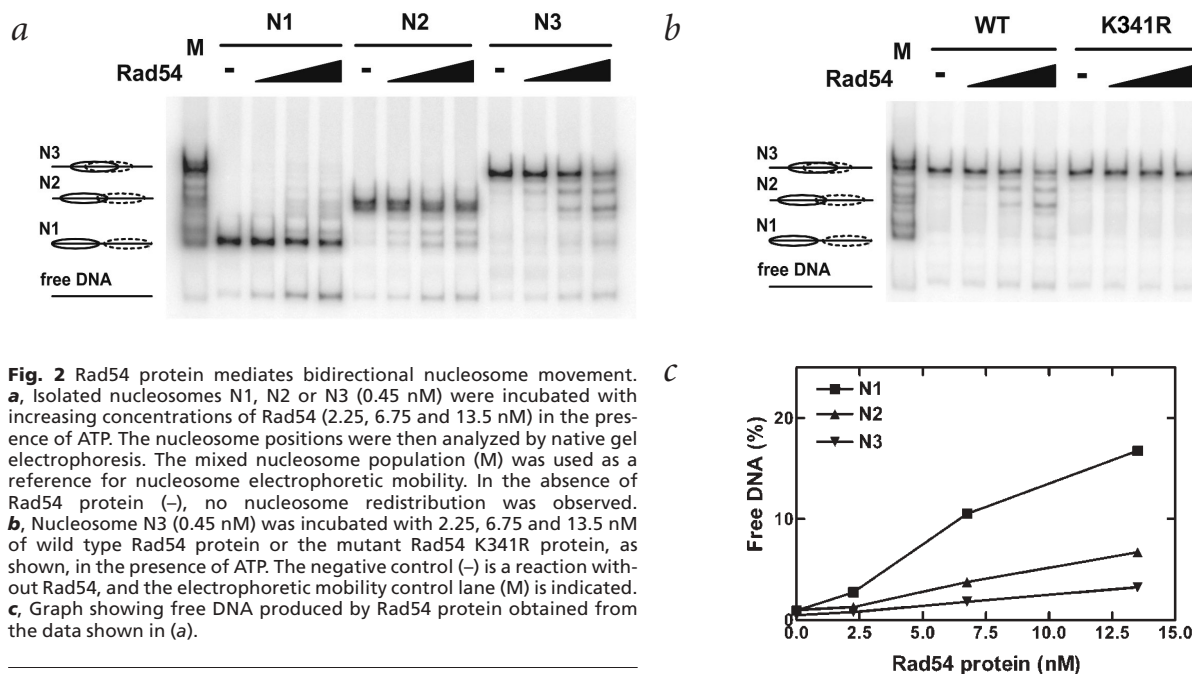 a
N1 N2 N3
M
Rad54 - - -
N3
N2
N1
free DNA
b
WT K341R
M
Rad54 - -
N3
N2
N1
free DNA
Fig. 2 Rad54 protein mediates bidirectional nucleosome movement.
a, Isolated nucleosomes N1, N2 or N3 (0.45 nM) were incubated with
increasing concentrations of Rad54 (2.25, 6.75 and 13.5 nM) in the pres-
ence of ATP. The nucleosome positions were then analyzed by native gel
electrophoresis. The mixed nucleosome population (M) was used as a
reference for nucleosome electrophoretic mobility. In the absence of
Rad54 protein (–), no nucleosome redistribution was observed.
b, Nucleosome N3 (0.45 nM) was incubated with 2.25, 6.75 and 13.5 nM
of wild type Rad54 protein or the mutant Rad54 K341R protein, as
shown, in the presence of ATP. The negative control (–) is a reaction with-
out Rad54, and the electrophoretic mobility control lane (M) is indicated.
c, Graph showing free DNA produced by Rad54 protein obtained from
the data shown in (a).
c
N1
N2
N3
Free DNA (%)
20
10
0
0.0 2.5 5.0 7.5 10.0 12.5 15.0
Rad54 protein (nM)